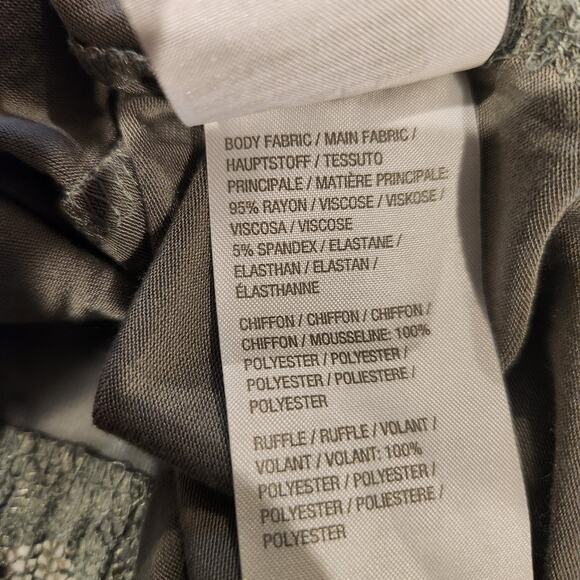 BODY FABRIC / MAIN FABRIC /
HAUPTSTOFF / TESSUTO
PRINCIPALE / MATIÈRE PRINCIPALE:
95% RAYON / VISCOSE / VISKOSE /
VISCOSA / VISCOSE
5% SPANDEX / ELASTANE /
ELASTHAN / ELASTAN /
ÉLASTHANNE
CHIFFON / CHIFFON / CHIFFON /
CHIFFON / MOUSSELINE: 100%
POLYESTER / POLYESTER /
POLYESTER / POLIESTERE /
POLYESTER
RUFFLE / RUFFLE / VOLANT /
VOLANT / VOLANT: 100%
POLYESTER / POLYESTER /
POLYESTER / POLIESTERE /
POLYESTER